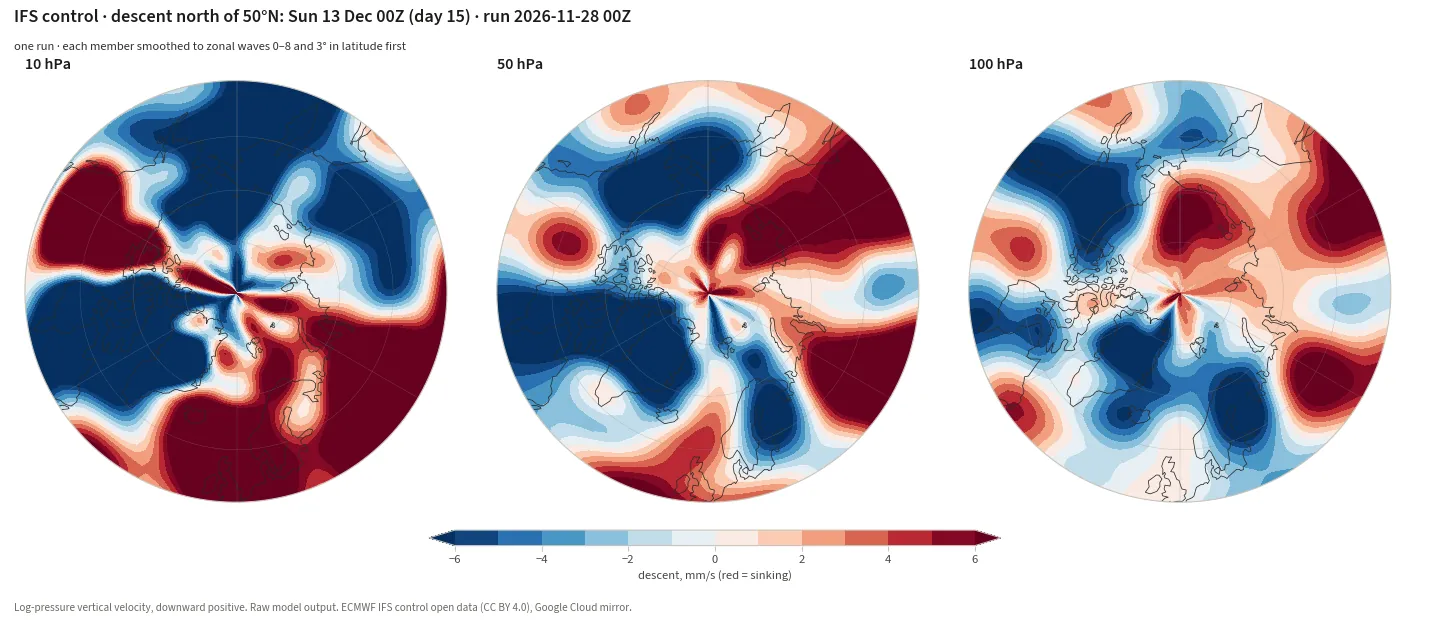 IFS control · descent north of 50°N: Sun 13 Dec 00Z (day 15) · run 2026-11-28 00Z
one run · each member smoothed to zonal waves 0–8 and 3° in latitude first
10 hPa
50 hPa
100 hPa
−6 −4 −2 0 2 4 6
descent, mm/s (red = sinking)
Log-pressure vertical velocity, downward positive. Raw model output. ECMWF IFS control open data (CC BY 4.0), Google Cloud mirror.